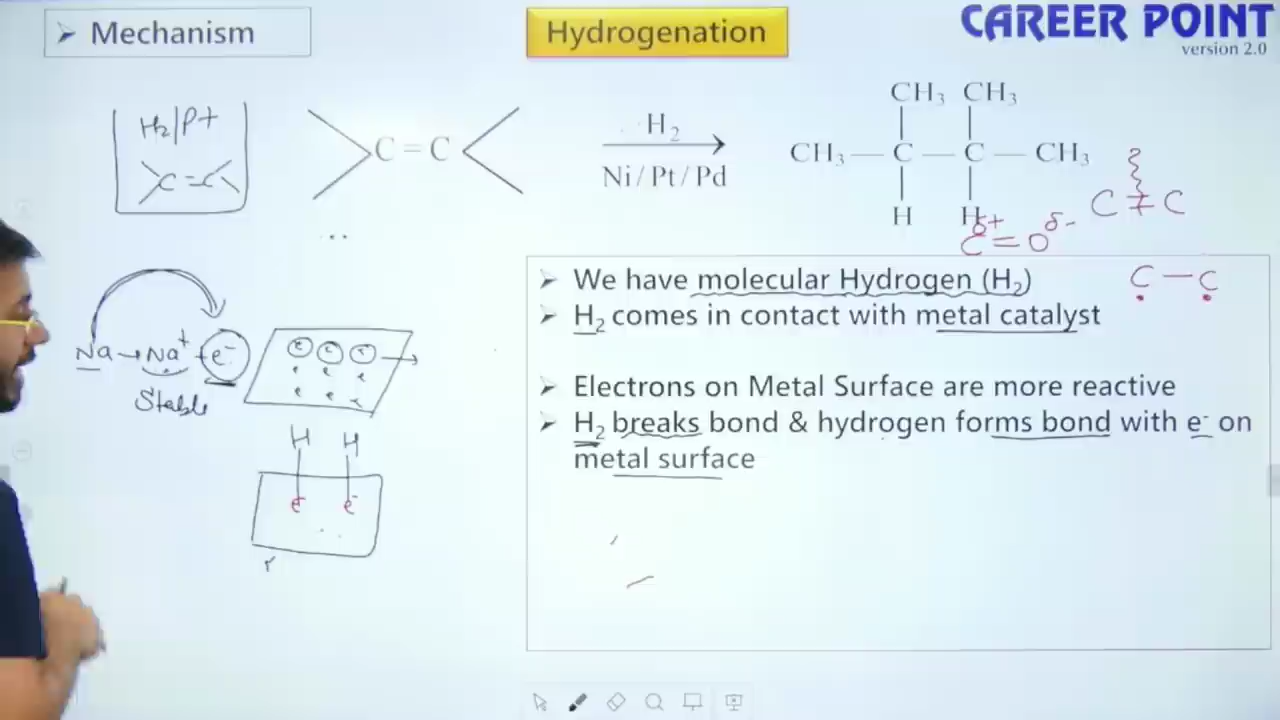 ➢ Mechanism
Hydrogenation
CAREER POINT
version 2.0
H₂/Pt
C=C
C = C
H₂
Ni / Pt / Pd
CH₃ CH₃
CH₃ — C — C — CH₃
H H
C ≠ C
δ+ δ-
C = O
C — C
...
➢ We have molecular Hydrogen (H₂)
➢ H₂ comes in contact with metal catalyst
➢ Electrons on Metal Surface are more reactive
➢ H₂ breaks bond & hydrogen forms bond with e⁻ on
metal surface
Na → Na⁺ + e⁻
Stable
H H
e⁻ e⁻